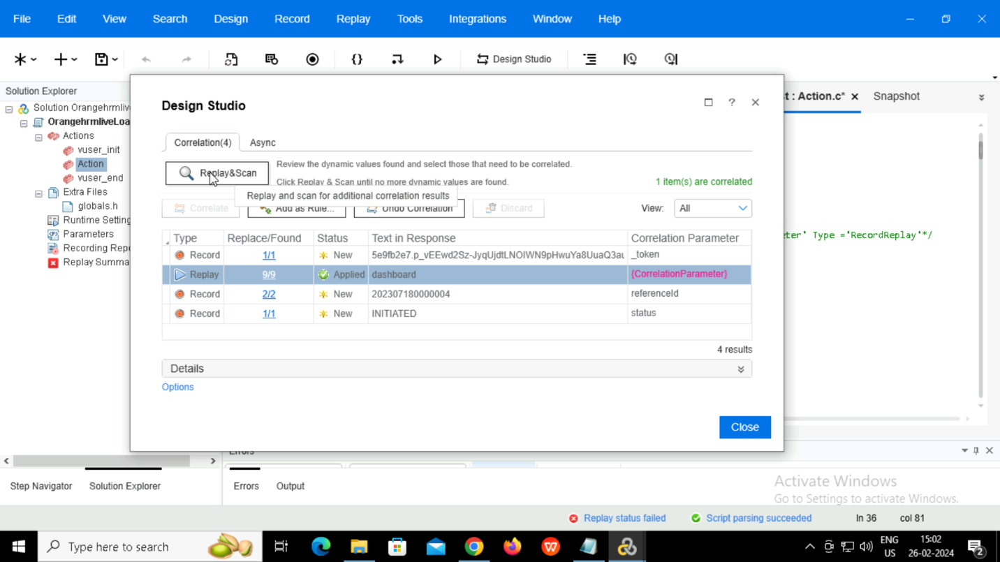 File Edit View Search Design Record Replay Tools Integrations Window Help
Design Studio
Solution Explorer
t : Action.c* Snapshot
Solution Orangehrmliv
OrangehrmliveLoa
Actions
vuser_init
Action
vuser_end
Extra Files
globals.h
Runtime Setting
Parameters
Recording Repo
Replay Summa
Design Studio
Correlation(4) Async
Replay&Scan
Review the dynamic values found and select those that need to be correlated.
Click Replay & Scan until no more dynamic values are found.
1 item(s) are correlated
Replay and scan for additional correlation results
Correlate Add as Rule... Undo Correlation Discard View: All
Type Replace/Found Status Text in Response Correlation Parameter
Record 1/1 New 5e9fb2e7.p_vEEwd2Sz-JyqUjdtLNOIWN9pHwuYa8UuaQ3au _token
Replay 9/9 Applied dashboard {CorrelationParameter}
Record 2/2 New 202307180000004 referenceId
Record 1/1 New INITIATED status
4 results
Details
Options
Close
eter' Type ='RecordReplay'*/
Errors
Step Navigator Solution Explorer Errors Output
Activate Windows
Go to Settings to activate Windows.
Replay status failed Script parsing succeeded ln 36 col 81
Type here to search
ENG
US
15:02
26-02-2024
2